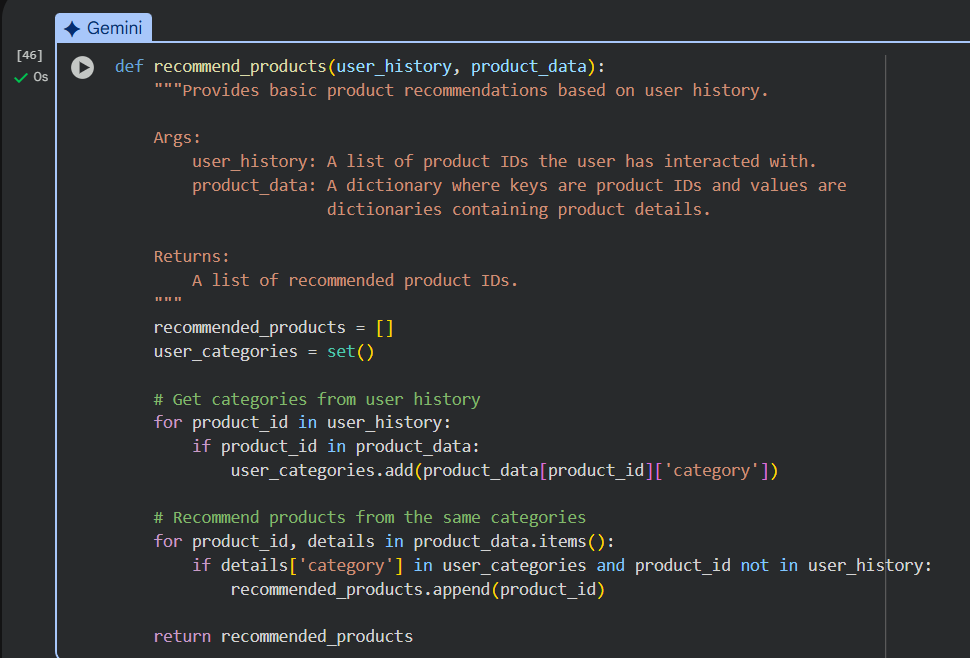 Gemini
[46]
0s
def recommend_products(user_history, product_data):
    """Provides basic product recommendations based on user history.

    Args:
        user_history: A list of product IDs the user has interacted with.
        product_data: A dictionary where keys are product IDs and values are
                      dictionaries containing product details.

    Returns:
        A list of recommended product IDs.
    """
    recommended_products = []
    user_categories = set()

    # Get categories from user history
    for product_id in user_history:
        if product_id in product_data:
            user_categories.add(product_data[product_id]['category'])

    # Recommend products from the same categories
    for product_id, details in product_data.items():
        if details['category'] in user_categories and product_id not in user_history:
            recommended_products.append(product_id)

    return recommended_products